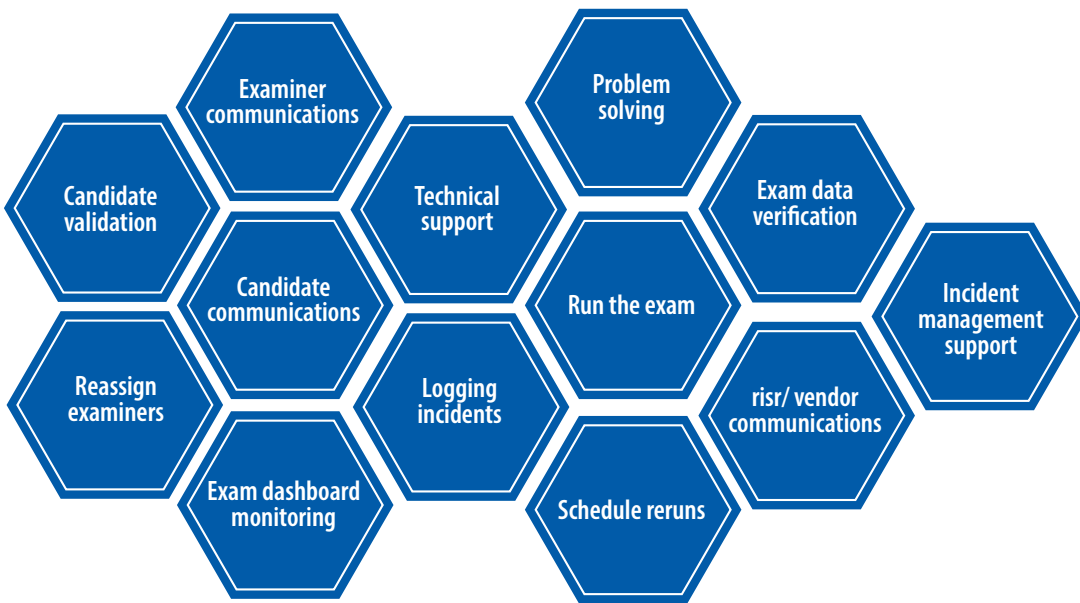 Examiner
communications
Problem
solving
Candidate
validation
Technical
support
Exam data
verification
Candidate
communications
Run the exam
Incident
management
support
Reassign
examiners
Logging
incidents
risr/ vendor
communications
Exam dashboard
monitoring
Schedule reruns